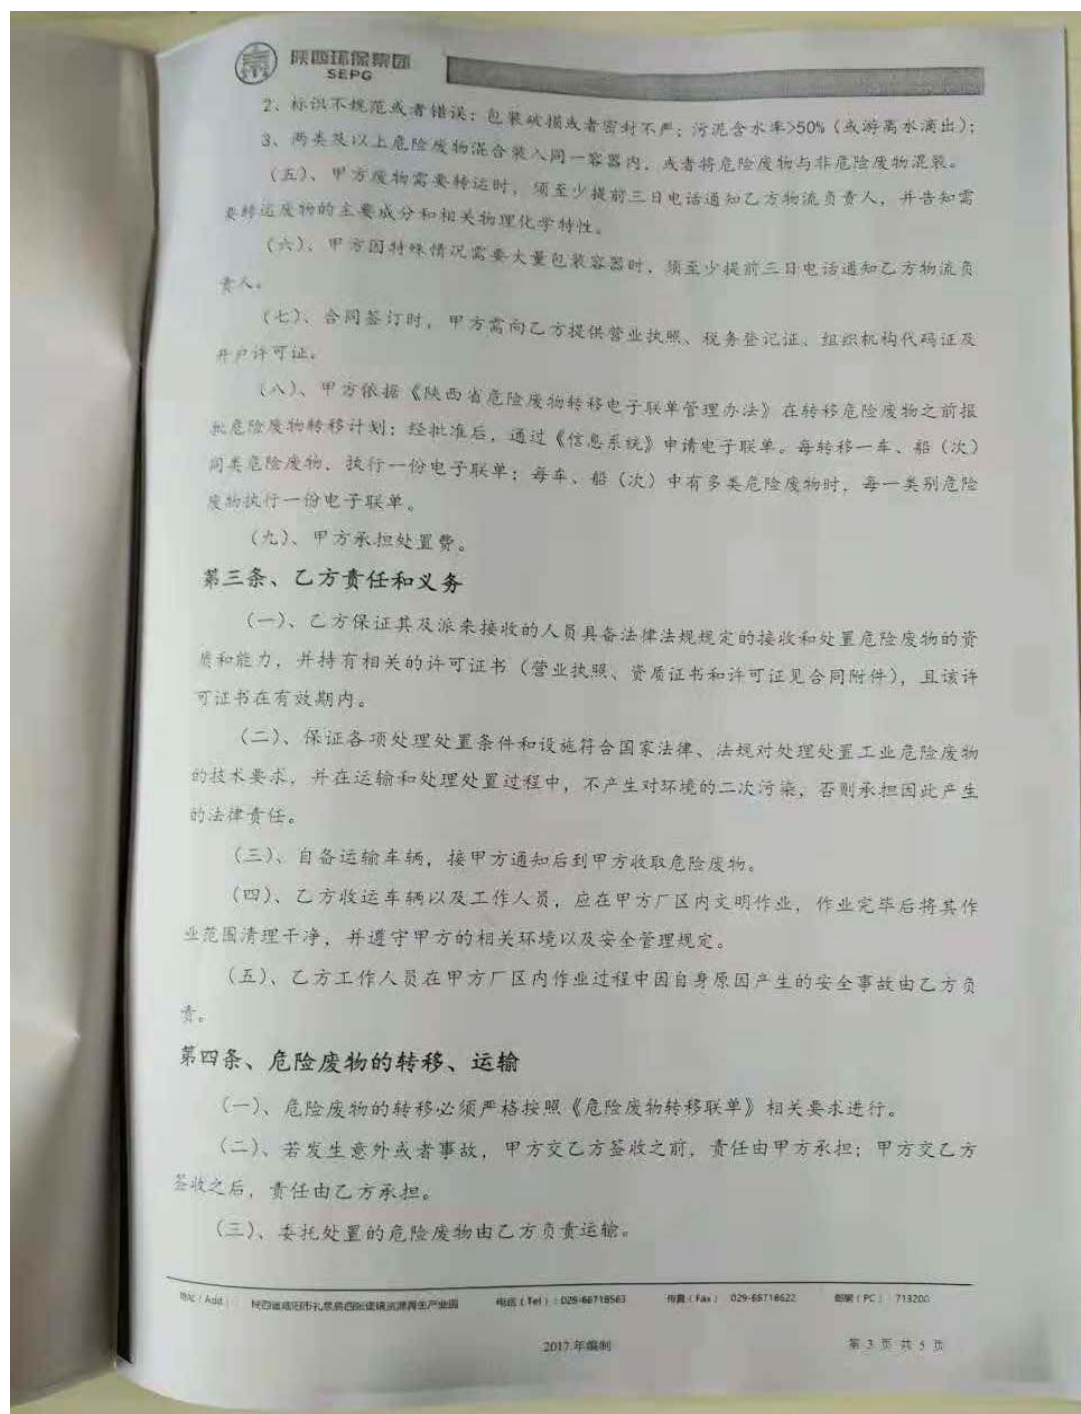 陕西环保集团
SEPG
2、标识不规范或者错误；包装破损或者密封不严；污泥含水率>50%（或游离水滴出）；
3、两类及以上危险废物混合装入同一容器内，或者将危险废物与非危险废物混装。
（五）、甲方废物需要转运时，须至少提前三日电话通知乙方物流负责人，并告知需
要转运废物的主要成分和相关物理化学特性。
（六）、甲方因特殊情况需要大量包装容器时，须至少提前三日电话通知乙方物流负
责人。
（七）、合同签订时，甲方需向乙方提供营业执照、税务登记证、组织机构代码证及
开户许可证。
（八）、甲方依据《陕西省危险废物转移电子联单管理办法》在转移危险废物之前报
批危险废物转移计划；经批准后，通过《信息系统》申请电子联单。每转移一车、船（次）
同类危险废物，执行一份电子联单；每车、船（次）中有多类危险废物时，每一类别危险
废物执行一份电子联单。
（九）、甲方承担处置费。
第三条、乙方责任和义务
（一）、乙方保证其及派来接收的人员具备法律法规规定的接收和处置危险废物的资
质和能力，并持有相关的许可证书（营业执照、资质证书和许可证见合同附件），且该许
可证书在有效期内。
（二）、保证各项处理处置条件和设施符合国家法律、法规对处理处置工业危险废物
的技术要求，并在运输和处理处置过程中，不产生对环境的二次污染，否则承担因此产生
的法律责任。
（三）、自备运输车辆，接甲方通知后到甲方收取危险废物。
（四）、乙方收运车辆以及工作人员，应在甲方厂区内文明作业，作业完毕后将其作
业范围清理干净，并遵守甲方的相关环境以及安全管理规定。
（五）、乙方工作人员在甲方厂区内作业过程中因自身原因产生的安全事故由乙方负
责。
第四条、危险废物的转移、运输
（一）、危险废物的转移必须严格按照《危险废物转移联单》相关要求进行。
（二）、若发生意外或者事故，甲方交乙方签收之前，责任由甲方承担；甲方交乙方
签收之后，责任由乙方承担。
（三）、委托处置的危险废物由乙方负责运输。
地址（Add） 陕西省咸阳市礼泉县西张堡镇资源再生产业园 电话（Tel）：029-68718563 传真（Fax） 029-68718622 邮编（PC） 713200
2017年编制 第 3 页 共 5 页